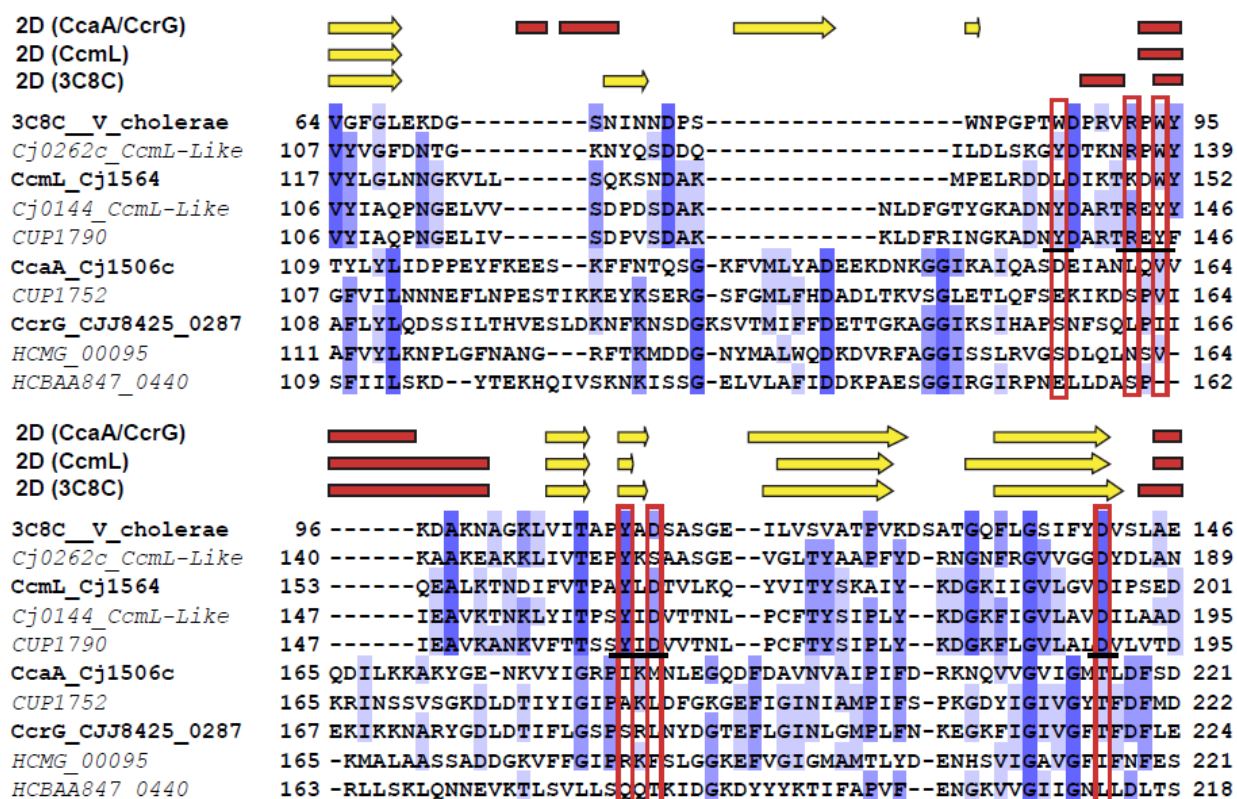 2D (CcaA/CcrG)
2D (CcmL)
2D (3C8C)
3C8C__V_cholerae 64 VGFGLEKDG---------SNINNDPS------------------WNPGPTWDPRVRPWY 95
Cj0262c_CcmL-Like 107 VYVGFDNTG---------KNYQSDDQ-----------------ILDLSKGYDTKNRPWY 139
CcmL_Cj1564 117 VYLGLNNGKVLL------SQKSNDAK-----------------MPELRDDLDIKTKDWY 152
Cj0144_CcmL-Like 106 VYIAQPNGELVV------SDPDSDAK------------NLDFGTYGKADNYDARTREYY 146
CUP1790 106 VYIAQPNGELIV------SDPVSDAK------------KLDFRINGKADNYDARTREYF 146
CcaA_Cj1506c 109 TYLYLIDPPEYFKEES--KFFNTQSG-KFVMLYADEEKDNKGGIKAIQASDEIANLQVV 164
CUP1752 107 GFVILNNNEFLNPESTIKKEYKSERG-SFGMLFHDADLTKVSGLETLQFSEKIKDSPVI 164
CcrG_CJJ8425_0287 108 AFLYLQDSSILTHVESLDKNFKNSDGKSVTMIFFDETTGKAGGIKSIHAPSNFSQLPII 166
HCMG_00095 111 AFVYLKNPLGFNANG---RFTKMDDG-NYMALWQDKDVRFAGGISSLRVGSDLQLNSV- 164
HCBAA847_0440 109 SFIILSKD--YTEKHQIVSKNKISSG-ELVLAFIDDKPAESGGIRGIRPNELLDASP-- 162
2D (CcaA/CcrG)
2D (CcmL)
2D (3C8C)
3C8C__V_cholerae 96 ------KDAKNAGKLVITAPYADSASGE--ILVSVATPVKDSATGQFLGSIFYDVSLAE 146
Cj0262c_CcmL-Like 140 ------KAAKEAKKLIVTEPYKSAASGE--VGLTYAAPFYD-RNGNFRGVVGGDYDLAN 189
CcmL_Cj1564 153 ------QEALKTNDIFVTPAYLDTVLKQ--YVITYSKAIY--KDGKIIGVLGVDIPSED 201
Cj0144_CcmL-Like 147 ------IEAVKTNKLYITPSYIDVTTNL--PCFTYSIPLY--KDGKFIGVLAVDILAAD 195
CUP1790 147 ------IEAVKANKVFTTSSYIDVVTNL--PCFTYSIPLY--KDGKFLGVLALDVLVTD 195
CcaA_Cj1506c 165 QDILFKAKYGE-NKVYIGRPIKMNLEGQDFDAVNVAIPIFD-RKNQVVGVIGMTLDFSD 221
CUP1752 165 KRINSSVSGKDLDTIYIGIPAKLDFGKGEFIGINIAMPIFS-PKGDYIGIVGYTFDFMD 222
CcrG_CJJ8425_0287 167 EKIKKNARYGDLDTIFLGSPSRLNYDGTEFLGINLGMPLFN-KEGKFIGIVGFTFDFLE 224
HCMG_00095 165 -KMALAASSADDGKVFFGIPRKFSLGGKEFVGIGMAMTLYD-ENHSVIGAVGFIFNFES 221
HCBAA847_0440 163 -RLLSKLQNNEVKTLSVLLSQQTKIDGKDYYYKTIFAPVF--ENGKVVGIIGNLLDLTS 218